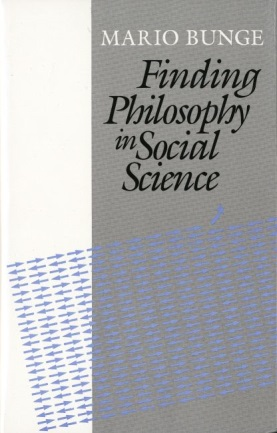 MARIO BUNGE
Finding
Philosophy
in Social
Science